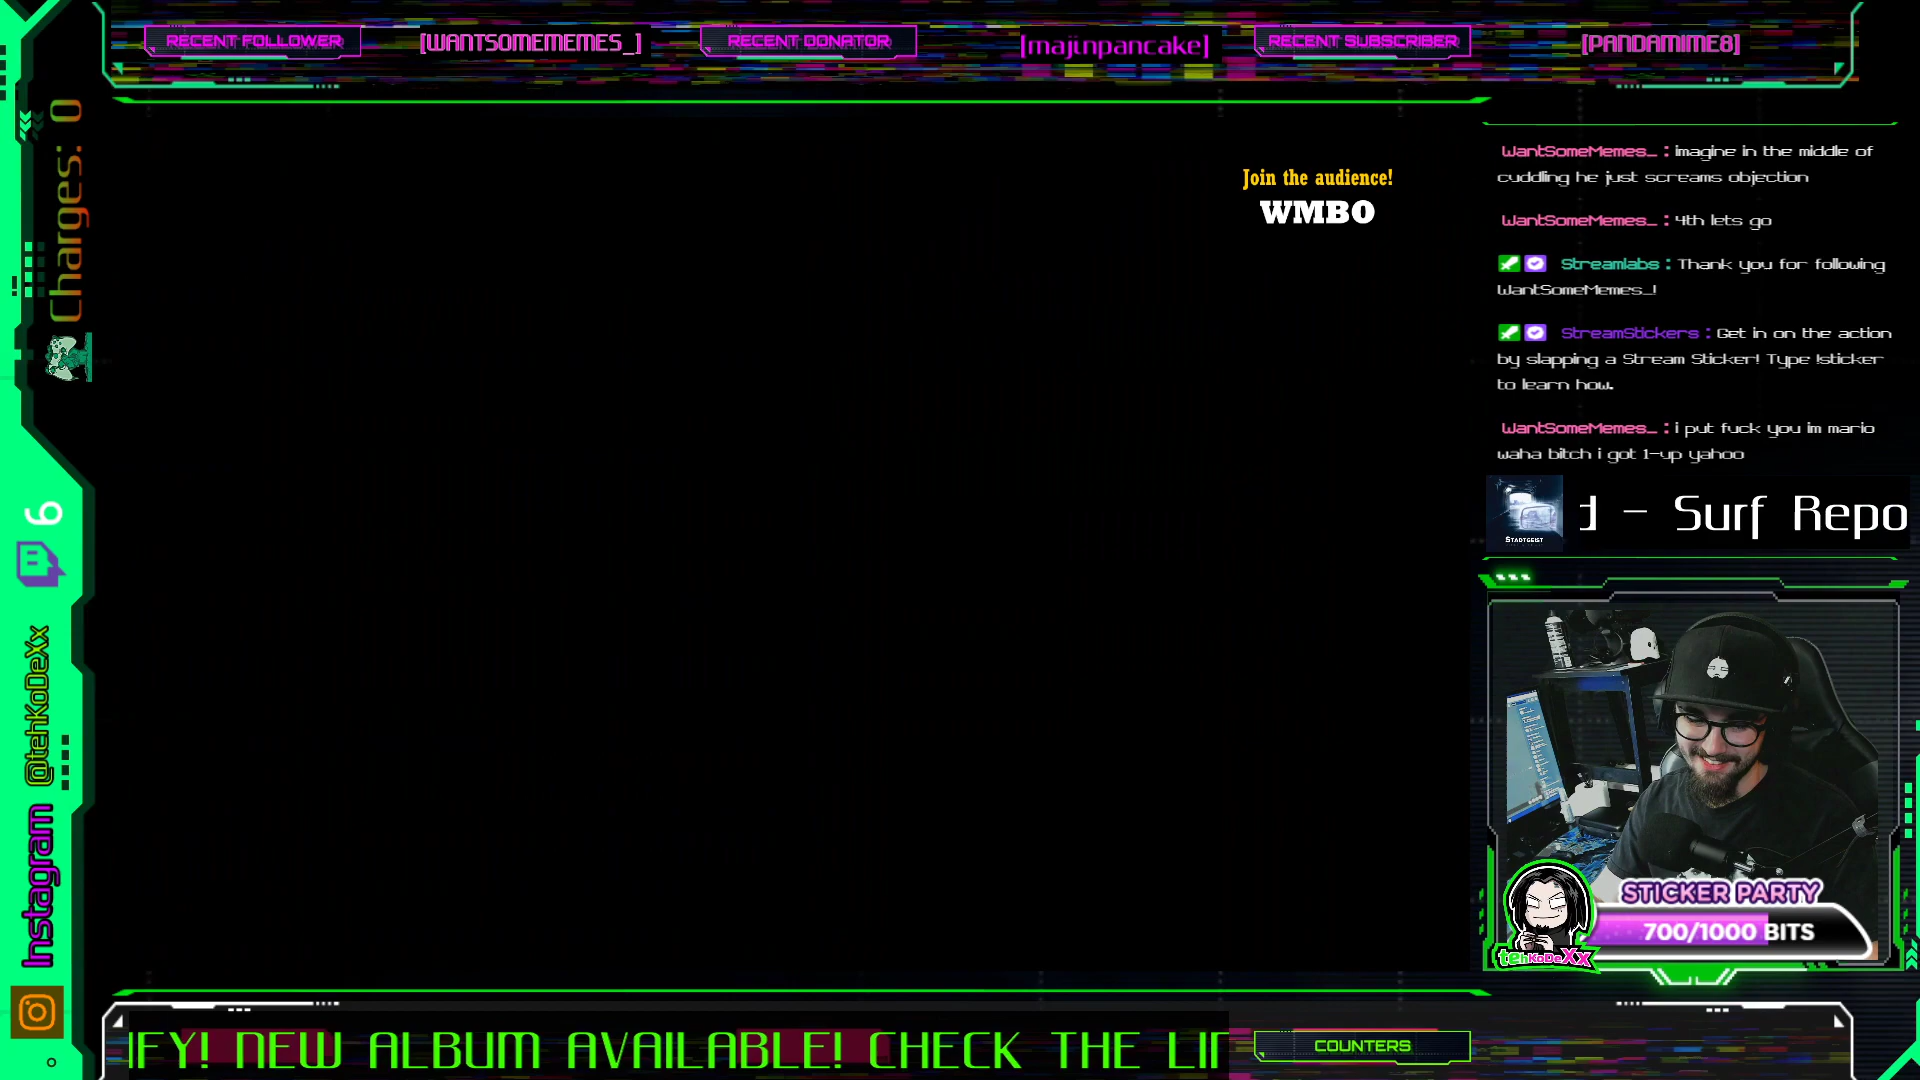 RECENT FOLLOWER
[WANTSOMEMEMES_]
RECENT DONATOR
[majinpancake]
RECENT SUBSCRIBER
[PANDAMIME8]
Charges: 0
6
@tehKoDeXx
Instagram
Join the audience!
WMBO
WantSomeMemes_ : imagine in the middle of
cuddling he just screams objection
WantSomeMemes_ : 4th lets go
Streamlabs : Thank you for following
WantSomeMemes_!
StreamStickers : Get in on the action
by slapping a Stream Sticker! Type !sticker
to learn how.
WantSomeMemes_ : i put fuck you im mario
waha bitch i got 1-up yahoo
STADTGEIST
d - Surf Repo
STICKER PARTY
700/1000 BITS
tehKoDeXx
IFY! NEW ALBUM AVAILABLE! CHECK THE LIN
COUNTERS